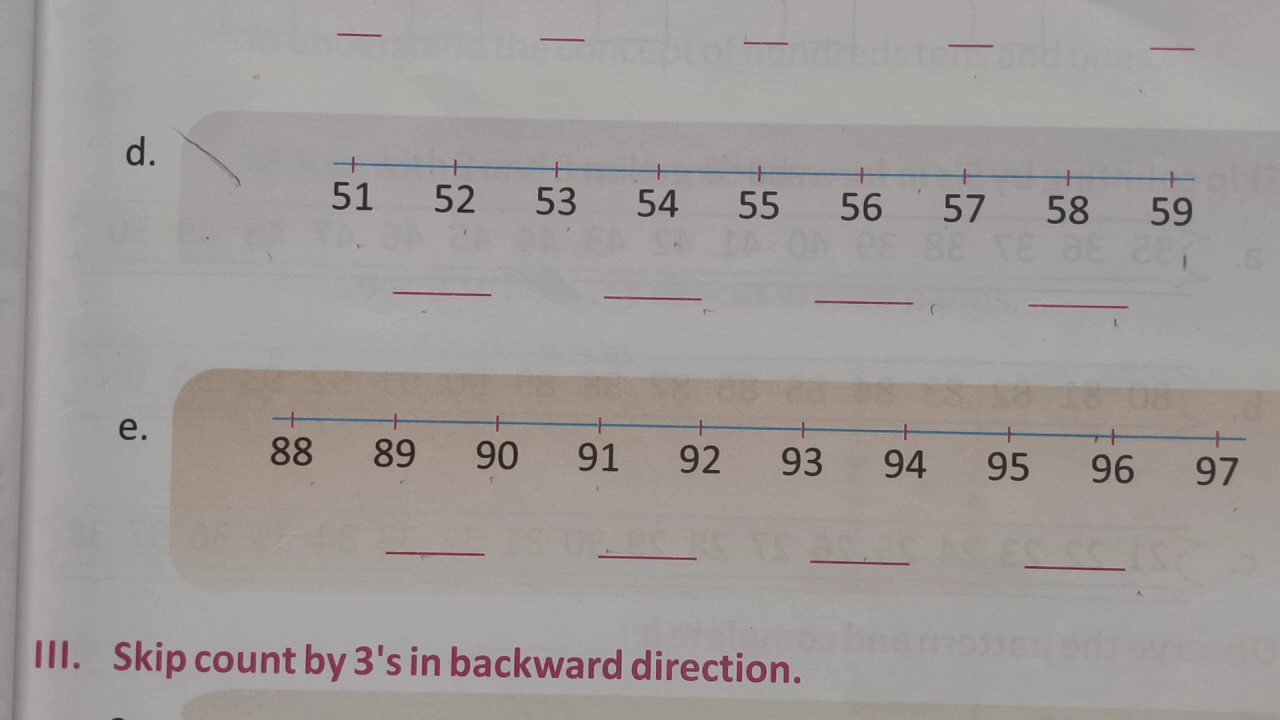 d.
51 52 53 54 55 56 57 58 59
e.
88 89 90 91 92 93 94 95 96 97
III. Skip count by 3's in backward direction.